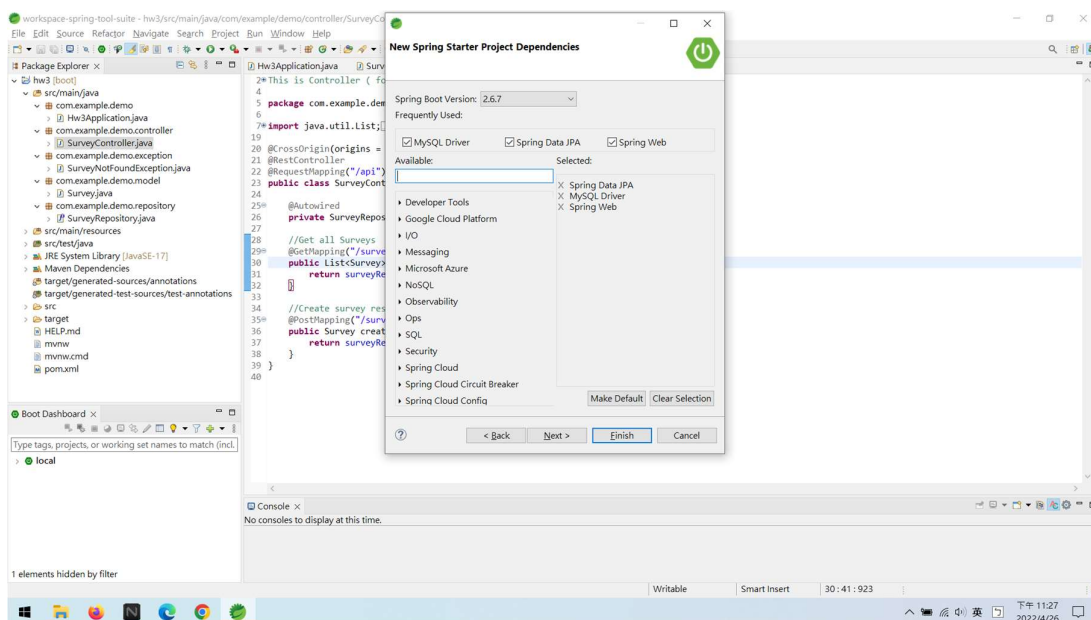 workspace-spring-tool-suite - hw3/src/main/java/com/example/demo/controller/SurveyCo
File Edit Source Refactor Navigate Search Project Run Window Help
Package Explorer
hw3 [boot]
src/main/java
com.example.demo
Hw3Application.java
com.example.demo.controller
SurveyController.java
com.example.demo.exception
SurveyNotFoundException.java
com.example.demo.model
Survey.java
com.example.demo.repository
SurveyRepository.java
src/main/resources
src/test/java
JRE System Library [JavaSE-17]
Maven Dependencies
target/generated-sources/annotations
target/generated-test-sources/test-annotations
src
target
HELP.md
mvnw
mvnw.cmd
pom.xml
Boot Dashboard
Type tags, projects, or working set names to match (incl.
local
1 elements hidden by filter
Hw3Application.java Surv
2 This is Controller ( fo
4
5 package com.example.dem
6
7 import java.util.List;
19
20 @CrossOrigin(origins =
21 @RestController
22 @RequestMapping("/api")
23 public class SurveyCont
24
25 @Autowired
26 private SurveyRepos
27
28 //Get all Surveys
29 @GetMapping("/surve
30 public List<Survey>
31 return surveyRe
32 }
33
34 //Create survey res
35 @PostMapping("/surv
36 public Survey creat
37 return surveyRe
38 }
39 }
40
New Spring Starter Project Dependencies
Spring Boot Version: 2.6.7
Frequently Used:
MySQL Driver Spring Data JPA Spring Web
Available: Selected:
Developer Tools
Google Cloud Platform
I/O
Messaging
Microsoft Azure
NoSQL
Observability
Ops
SQL
Security
Spring Cloud
Spring Cloud Circuit Breaker
Spring Cloud Config
X Spring Data JPA
X MySQL Driver
X Spring Web
Make Default Clear Selection
< Back Next > Finish Cancel
Console
No consoles to display at this time.
Writable Smart Insert 30 : 41 : 923
英 下午 11:27
2022/4/26